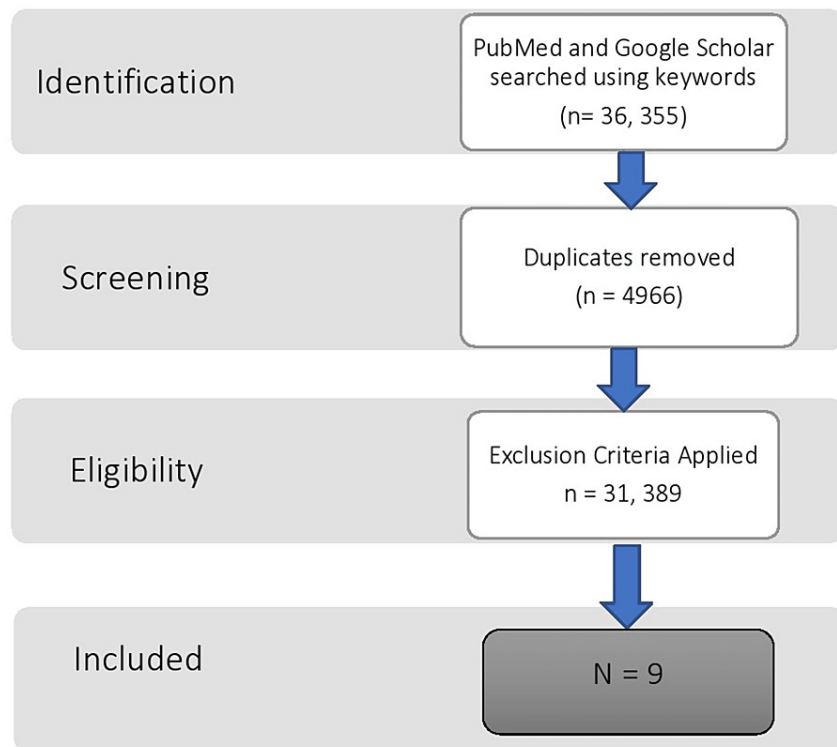 Identification
PubMed and Google Scholar
searched using keywords
(n= 36, 355)
Screening
Duplicates removed
(n = 4966)
Eligibility
Exclusion Criteria Applied
n = 31, 389
Included
N = 9